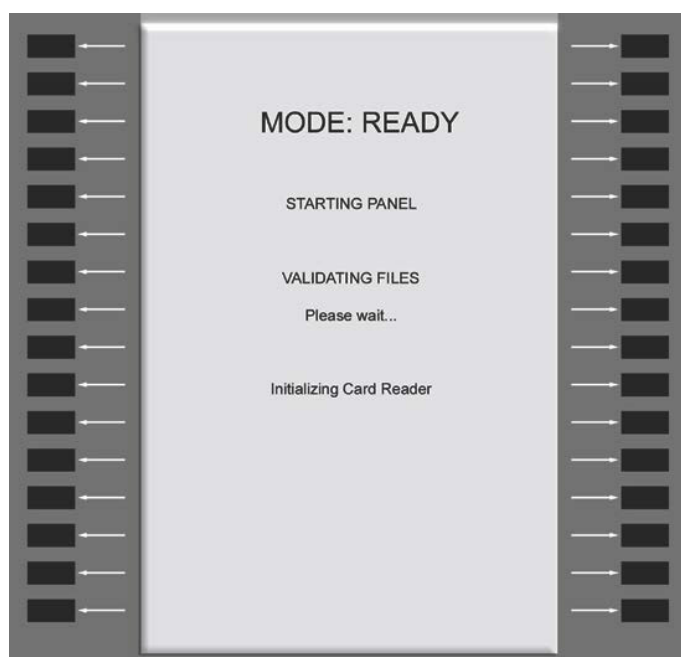 MODE: READY
STARTING PANEL
VALIDATING FILES
Please wait...
Initializing Card Reader